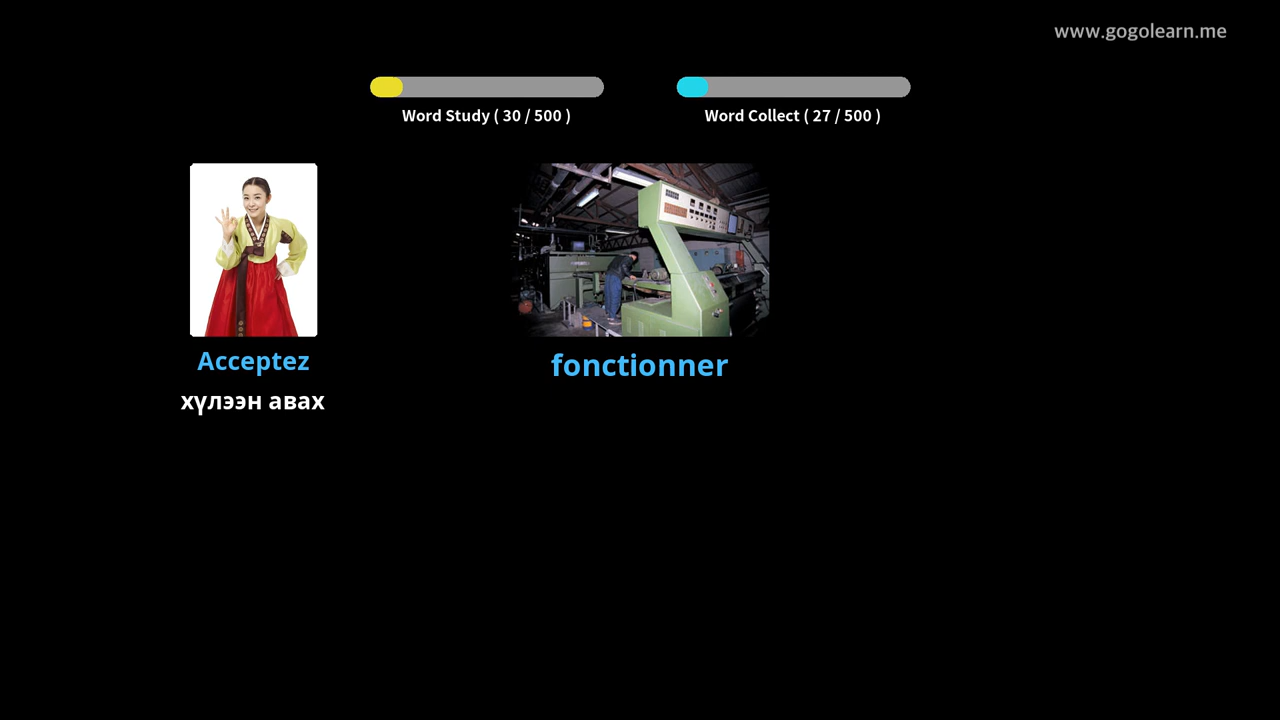 www.gogolearn.me
Word Study ( 30 / 500 )
Word Collect ( 27 / 500 )
Acceptez
хүлээн авах
fonctionner